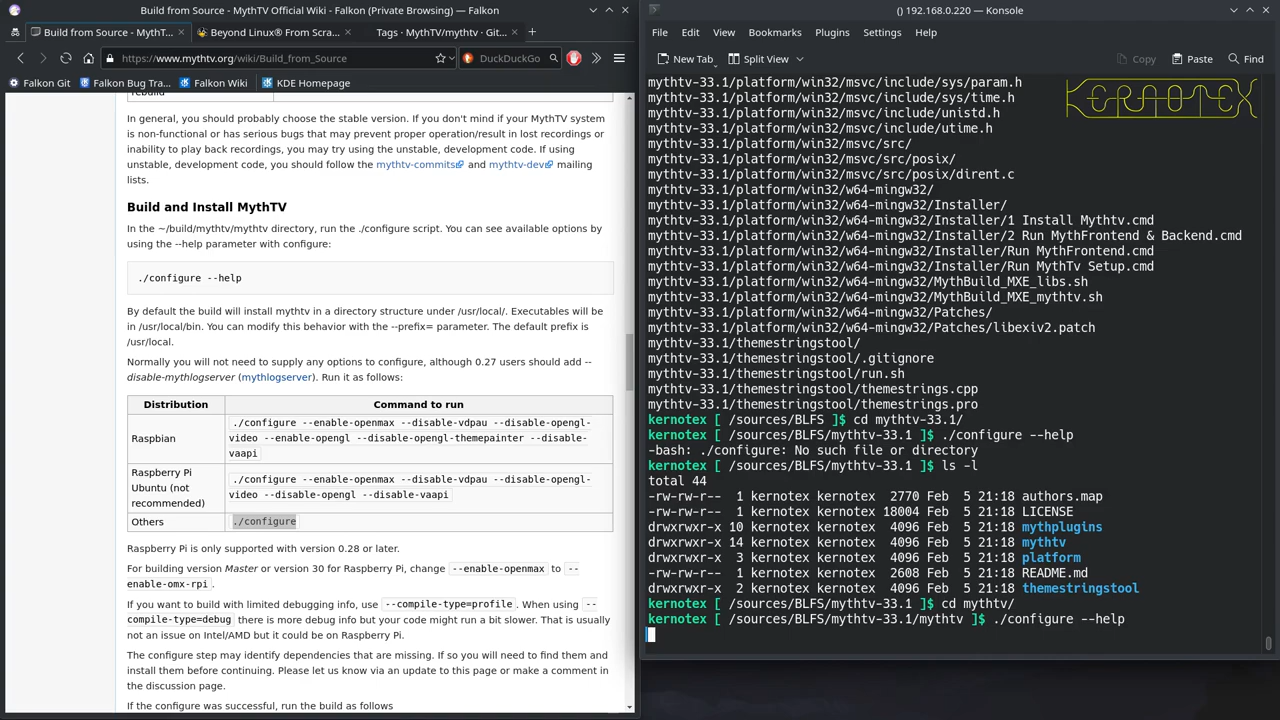 Build from Source - MythTV Official Wiki - Falkon (Private Browsing) — Falkon
Build from Source - MythT...
Beyond Linux® From Scra...
Tags · MythTV/mythtv · Git...
https://www.mythtv.org/wiki/Build_from_Source
DuckDuckGo
Falkon Git
Falkon Bug Tra...
Falkon Wiki
KDE Homepage
rebuild
In general, you should probably choose the stable version. If you don't mind if your MythTV system
is non-functional or has serious bugs that may prevent proper operation/result in lost recordings or
inability to play back recordings, you may try using the unstable, development code. If using
unstable, development code, you should follow the mythtv-commits and mythtv-dev mailing
lists.
Build and Install MythTV
In the ~/build/mythtv/mythtv directory, run the ./configure script. You can see available options by
using the --help parameter with configure:
./configure --help
By default the build will install mythtv in a directory structure under /usr/local/. Executables will be
in /usr/local/bin. You can modify this behavior with the --prefix= parameter. The default prefix is
/usr/local.
Normally you will not need to supply any options to configure, although 0.27 users should add --
disable-mythlogserver (mythlogserver). Run it as follows:
Distribution Command to run
Raspbian
./configure --enable-openmax --disable-vdpau --disable-opengl-
video --enable-opengl --disable-opengl-themepainter --disable-
vaapi
Raspberry Pi
Ubuntu (not
recommended)
./configure --enable-openmax --disable-vdpau --disable-opengl-
video --disable-opengl --disable-vaapi
Others ./configure
Raspberry Pi is only supported with version 0.28 or later.
For building version Master or version 30 for Raspberry Pi, change --enable-openmax to --
enable-omx-rpi.
If you want to build with limited debugging info, use --compile-type=profile. When using --
compile-type=debug there is more debug info but your code might run a bit slower. That is usually
not an issue on Intel/AMD but it could be on Raspberry Pi.
The configure step may identify dependencies that are missing. If so you will need to find them and
install them before continuing. Please let us know via an update to this page or make a comment in
the discussion page.
If the configure was successful, run the build as follows
() 192.168.0.220 — Konsole
File Edit View Bookmarks Plugins Settings Help
New Tab Split View Copy Paste Find
KERNOTEX
mythtv-33.1/platform/win32/msvc/include/sys/param.h
mythtv-33.1/platform/win32/msvc/include/sys/time.h
mythtv-33.1/platform/win32/msvc/include/unistd.h
mythtv-33.1/platform/win32/msvc/include/utime.h
mythtv-33.1/platform/win32/msvc/src/
mythtv-33.1/platform/win32/msvc/src/posix/
mythtv-33.1/platform/win32/msvc/src/posix/dirent.c
mythtv-33.1/platform/win32/w64-mingw32/
mythtv-33.1/platform/win32/w64-mingw32/Installer/
mythtv-33.1/platform/win32/w64-mingw32/Installer/1 Install Mythtv.cmd
mythtv-33.1/platform/win32/w64-mingw32/Installer/2 Run MythFrontend & Backend.cmd
mythtv-33.1/platform/win32/w64-mingw32/Installer/Run MythFrontend.cmd
mythtv-33.1/platform/win32/w64-mingw32/Installer/Run MythTv Setup.cmd
mythtv-33.1/platform/win32/w64-mingw32/MythBuild_MXE_libs.sh
mythtv-33.1/platform/win32/w64-mingw32/MythBuild_MXE_mythtv.sh
mythtv-33.1/platform/win32/w64-mingw32/Patches/
mythtv-33.1/platform/win32/w64-mingw32/Patches/libexiv2.patch
mythtv-33.1/themestringstool/
mythtv-33.1/themestringstool/.gitignore
mythtv-33.1/themestringstool/run.sh
mythtv-33.1/themestringstool/themestrings.cpp
mythtv-33.1/themestringstool/themestrings.pro
kernotex [ /sources/BLFS ]$ cd mythtv-33.1/
kernotex [ /sources/BLFS/mythtv-33.1 ]$ ./configure --help
-bash: ./configure: No such file or directory
kernotex [ /sources/BLFS/mythtv-33.1 ]$ ls -l
total 44
-rw-rw-r-- 1 kernotex kernotex 2770 Feb 5 21:18 authors.map
-rw-rw-r-- 1 kernotex kernotex 18004 Feb 5 21:18 LICENSE
drwxrwxr-x 10 kernotex kernotex 4096 Feb 5 21:18 mythplugins
drwxrwxr-x 14 kernotex kernotex 4096 Feb 5 21:18 mythtv
drwxrwxr-x 3 kernotex kernotex 4096 Feb 5 21:18 platform
-rw-rw-r-- 1 kernotex kernotex 2608 Feb 5 21:18 README.md
drwxrwxr-x 2 kernotex kernotex 4096 Feb 5 21:18 themestringstool
kernotex [ /sources/BLFS/mythtv-33.1 ]$ cd mythtv/
kernotex [ /sources/BLFS/mythtv-33.1/mythtv ]$ ./configure --help